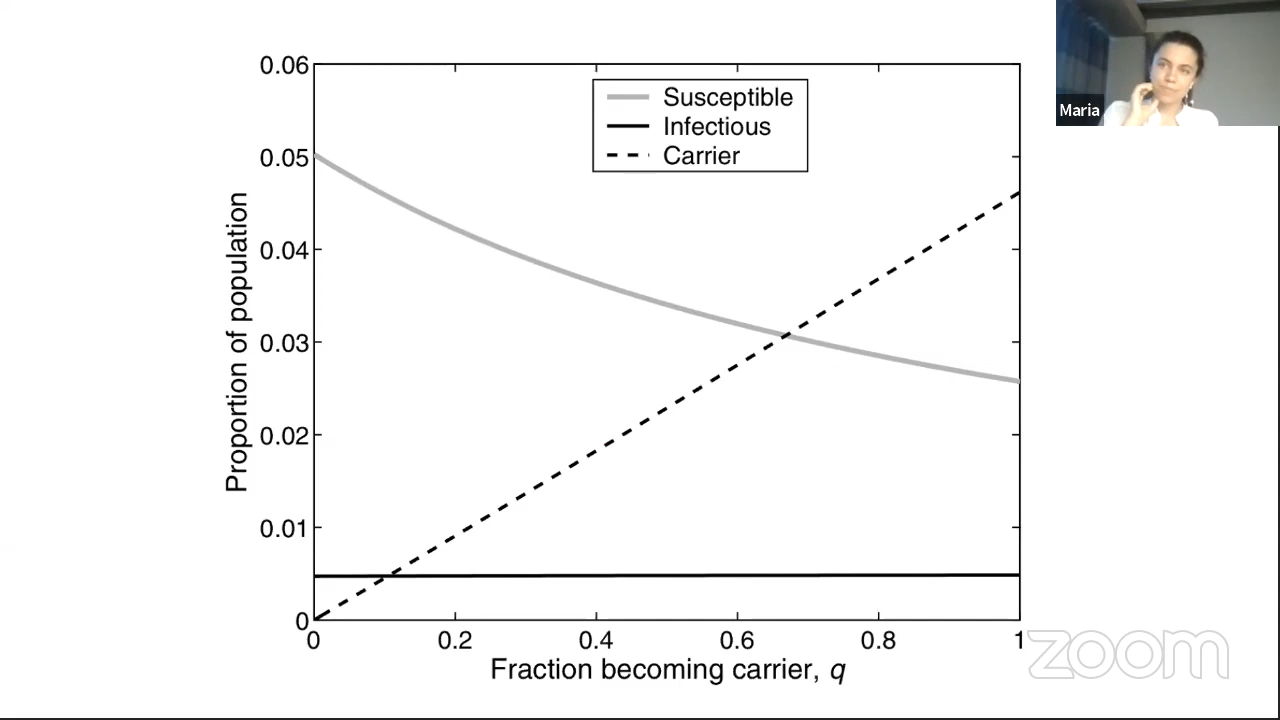 0.06
0.05
0.04
0.03
0.02
0.01
0
Proportion of population
Susceptible
Infectious
Carrier
0 0.2 0.4 0.6 0.8 1
Fraction becoming carrier, q
Maria
zoom